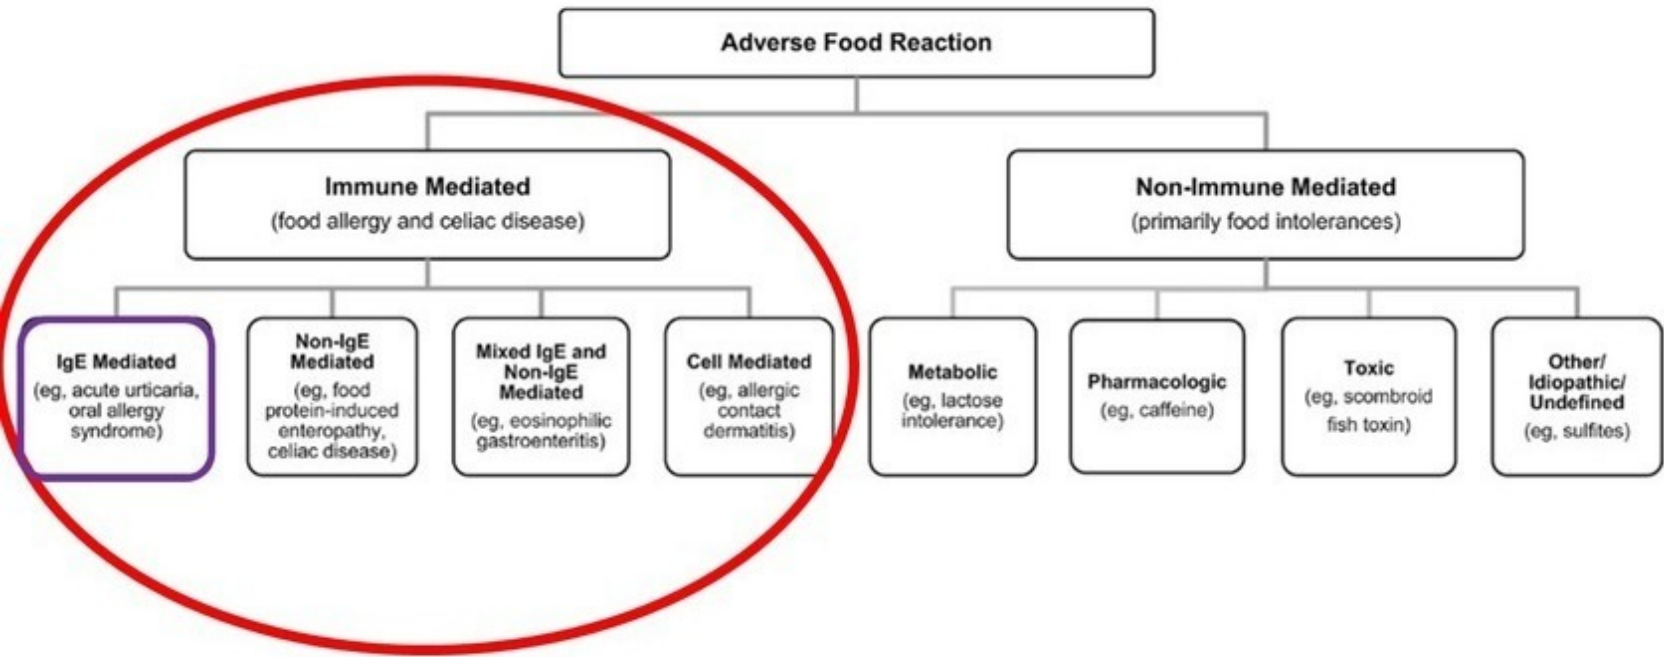 Adverse Food Reaction
Immune Mediated
(food allergy and celiac disease)
Non-Immune Mediated
(primarily food intolerances)
IgE Mediated
(eg, acute urticaria,
oral allergy
syndrome)
Non-IgE
Mediated
(eg, food
protein-induced
enteropathy,
celiac disease)
Mixed IgE and
Non-IgE
Mediated
(eg, eosinophilic
gastroenteritis)
Cell Mediated
(eg, allergic
contact
dermatitis)
Metabolic
(eg, lactose
intolerance)
Pharmacologic
(eg, caffeine)
Toxic
(eg, scombroid
fish toxin)
Other/
Idiopathic/
Undefined
(eg, sulfites)